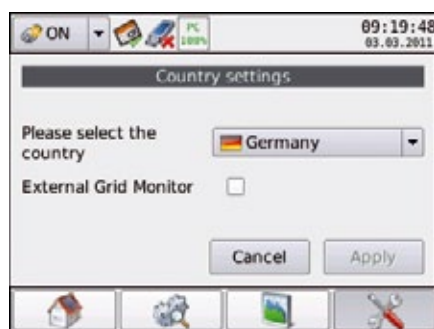 ON
PC
100%
09:19:48
03.03.2011
Country settings
Please select the
country
Germany
External Grid Monitor
Cancel
Apply